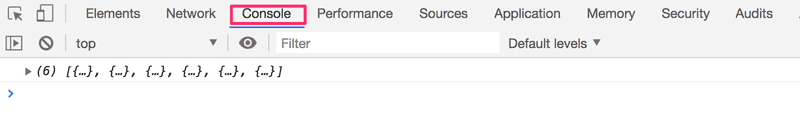 Elements Network Console Performance Sources Application Memory Security Audits
top ▼ Filter Default levels ▼
▶ (6) [{…}, {…}, {…}, {…}, {…}, {…}]
>